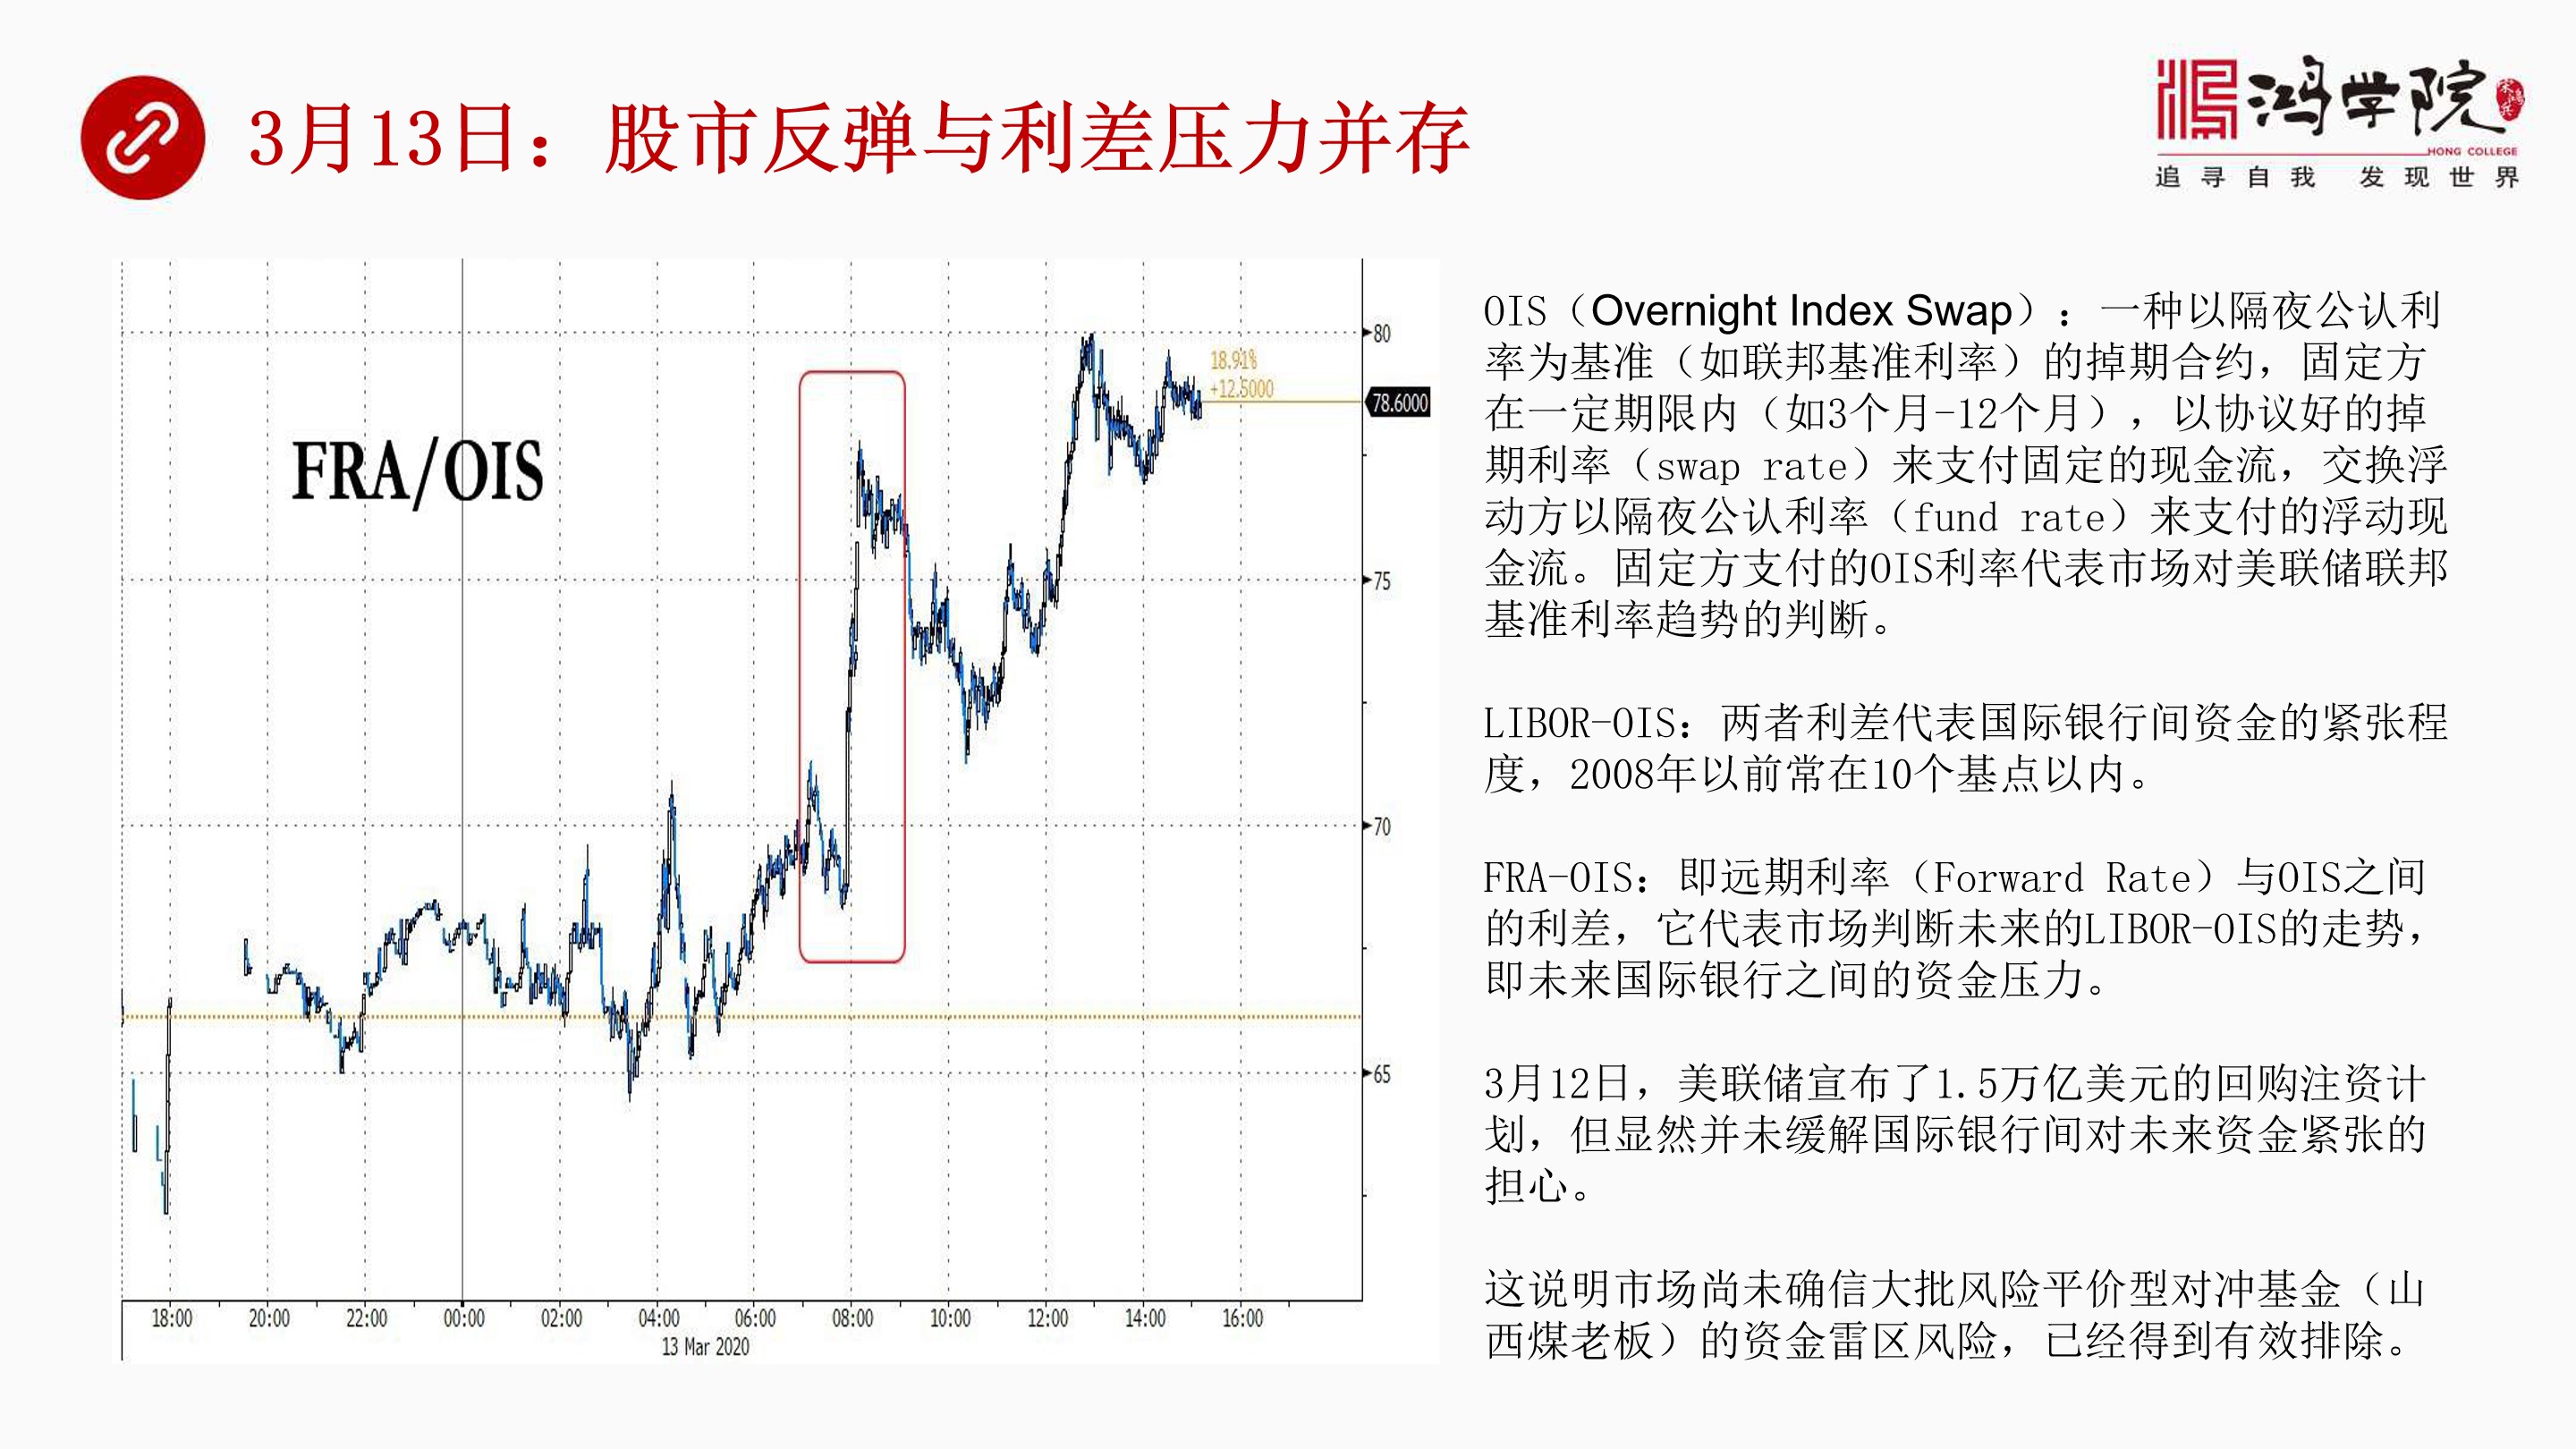 3月13日：股市反弹与利差压力并存
鸿学院
HONG COLLEGE
追寻自我 发现世界
FRA/OIS
80
18.91%
+12.5000
78.6000
75
70
65
18:00 20:00 22:00 00:00 02:00 04:00 06:00 08:00 10:00 12:00 14:00 16:00
13 Mar 2020
OIS（Overnight Index Swap）：一种以隔夜公认利
率为基准（如联邦基准利率）的掉期合约，固定方
在一定期限内（如3个月-12个月），以协议好的掉
期利率（swap rate）来支付固定的现金流，交换浮
动方以隔夜公认利率（fund rate）来支付的浮动现
金流。固定方支付的OIS利率代表市场对美联储联邦
基准利率趋势的判断。
LIBOR-OIS：两者利差代表国际银行间资金的紧张程
度，2008年以前常在10个基点以内。
FRA-OIS：即远期利率（Forward Rate）与OIS之间
的利差，它代表市场判断未来的LIBOR-OIS的走势，
即未来国际银行之间的资金压力。
3月12日，美联储宣布了1.5万亿美元的回购注资计
划，但显然并未缓解国际银行间对未来资金紧张的
担心。
这说明市场尚未确信大批风险平价型对冲基金（山
西煤老板）的资金雷区风险，已经得到有效排除。